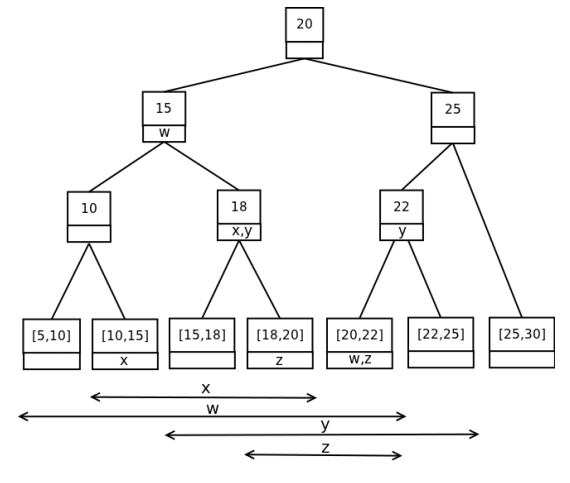 20
15
25
w
10
18
22
x,y
y
[5,10] [10,15] [15,18] [18,20] [20,22] [22,25] [25,30]
x z w,z
x
w
y
z